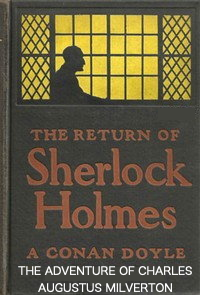 THE RETURN OF
Sherlock
Holmes
A CONAN DOYLE
THE ADVENTURE OF CHARLES
AUGUSTUS MILVERTON